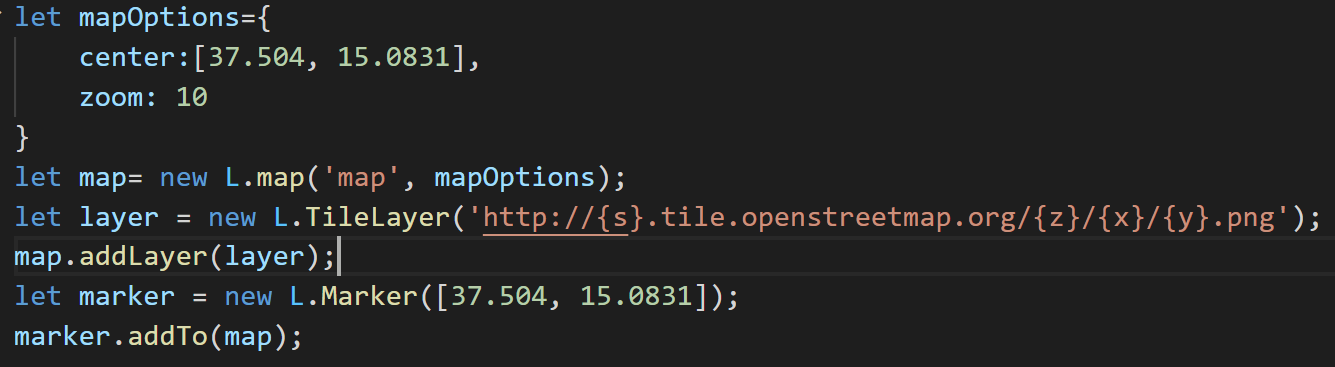 let mapOptions={
    center:[37.504, 15.0831],
    zoom: 10
}
let map= new L.map('map', mapOptions);
let layer = new L.TileLayer('http://{s}.tile.openstreetmap.org/{z}/{x}/{y}.png');
map.addLayer(layer);
let marker = new L.Marker([37.504, 15.0831]);
marker.addTo(map);